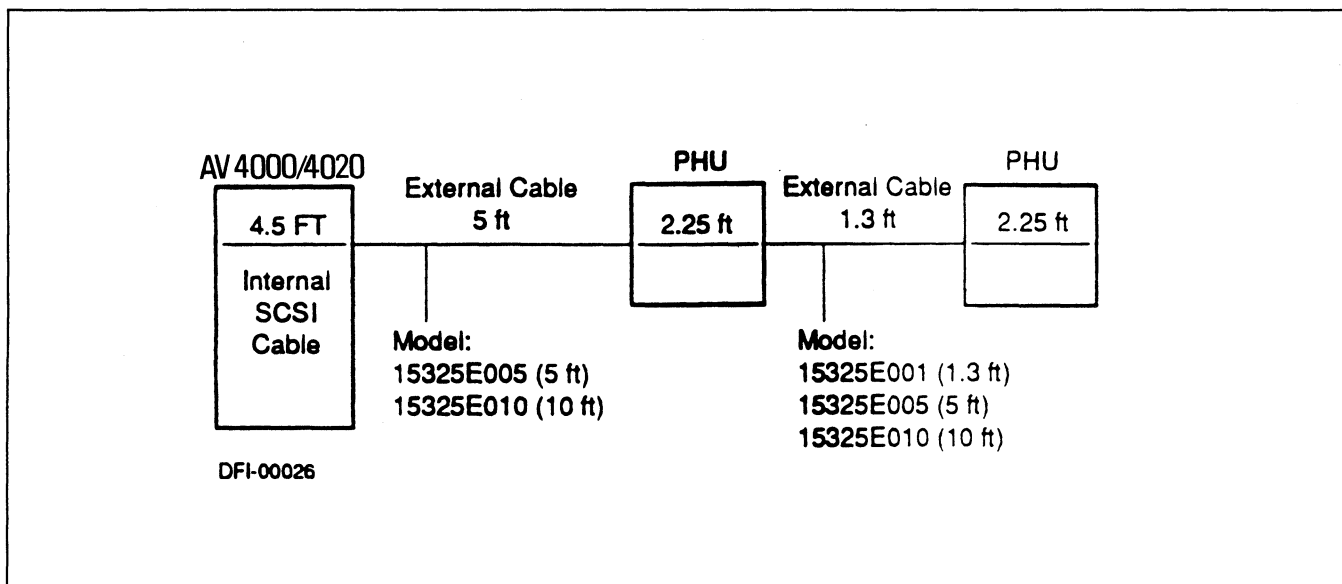 AV 4000/4020
4.5 FT
Internal
SCSI
Cable
External Cable
5 ft
Model:
15325E005 (5 ft)
15325E010 (10 ft)
PHU
2.25 ft
External Cable
1.3 ft
Model:
15325E001 (1.3 ft)
15325E005 (5 ft)
15325E010 (10 ft)
PHU
2.25 ft
DFI-00026